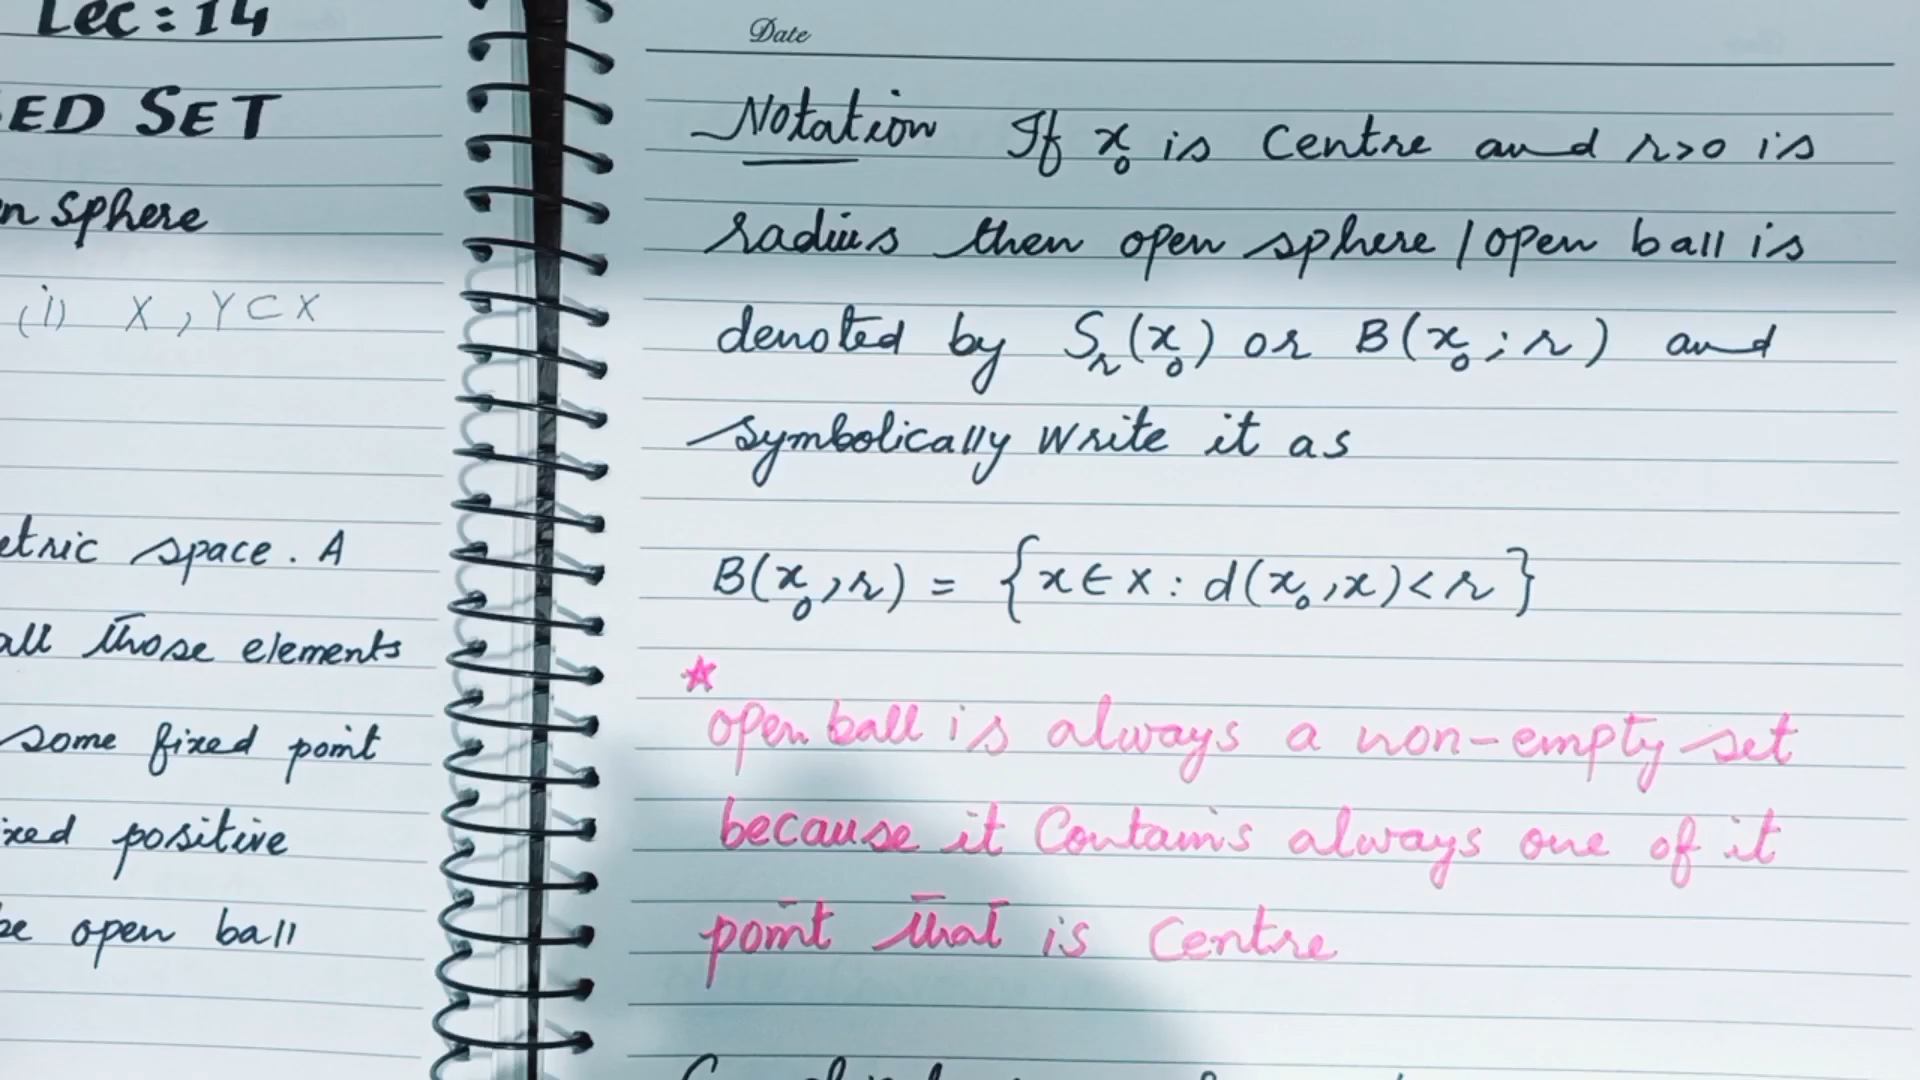 Lec : 14
SET
sphere
(i) X , Y ⊂ X
space . A
all those elements
some fixed point
positive
open ball
Date
Notation If x₀ is Centre and r>0 is
radius then open sphere / open ball is
denoted by Sᵣ(x₀) or B(x₀ ; r) and
symbolically write it as
B(x₀, r) = {x ∈ X : d(x₀, x) < r}
★
open ball is always a non-empty set
because it Contains always one of it
point that is Centre